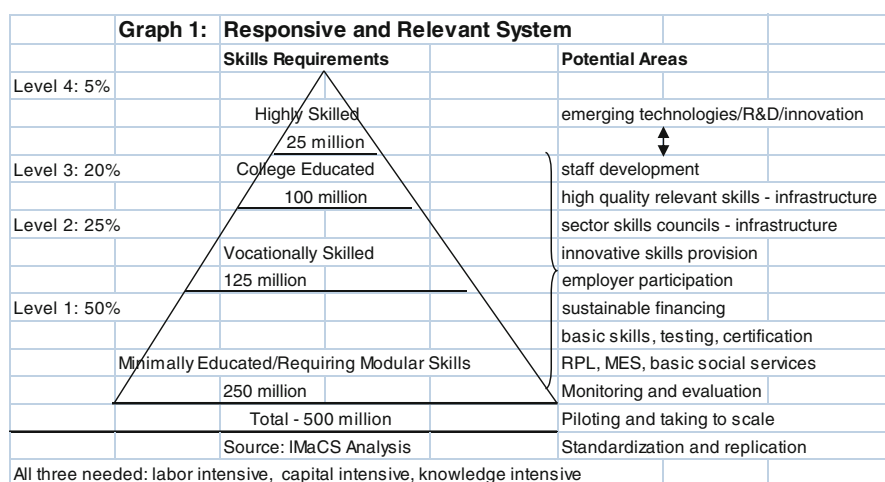 Graph 1: Responsive and Relevant System
Skills Requirements Potential Areas
Level 4: 5%
Highly Skilled emerging technologies/R&D/innovation
25 million
Level 3: 20% College Educated staff development
100 million high quality relevant skills - infrastructure
Level 2: 25% sector skills councils - infrastructure
Vocationally Skilled innovative skills provision
125 million employer participation
Level 1: 50% sustainable financing
basic skills, testing, certification
Minimally Educated/Requiring Modular Skills RPL, MES, basic social services
250 million Monitoring and evaluation
Total - 500 million Piloting and taking to scale
Source: IMaCS Analysis Standardization and replication
All three needed: labor intensive, capital intensive, knowledge intensive